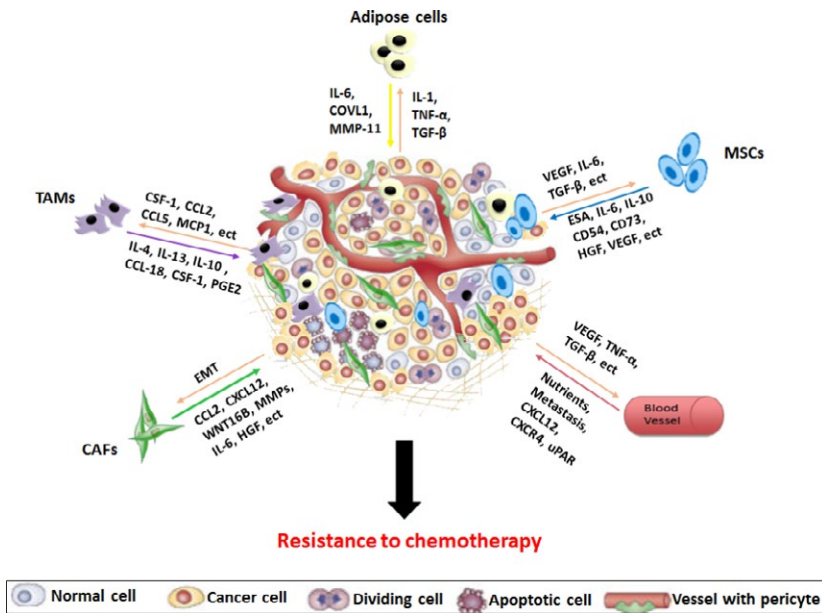 Adipose cells
IL-6,
COVL1,
MMP-11
IL-1,
TNF-α,
TGF-β
MSCs
VEGF, IL-6,
TGF-β, ect
ESA, IL-6, IL-10
CD54, CD73,
HGF, VEGF, ect
TAMs
CSF-1, CCL2,
CCL5, MCP1, ect
IL-4, IL-13, IL-10 ,
CCL-18, CSF-1, PGE2
EMT
CCL2, CXCL12,
WNT16B, MMPs,
IL-6, HGF, ect
CAFs
VEGF, TNF-α,
TGF-β, ect
Nutrients,
Metastasis,
CXCL12,
CXCR4, uPAR
Blood
Vessel
Resistance to chemotherapy
Normal cell
Cancer cell
Dividing cell
Apoptotic cell
Vessel with pericyte